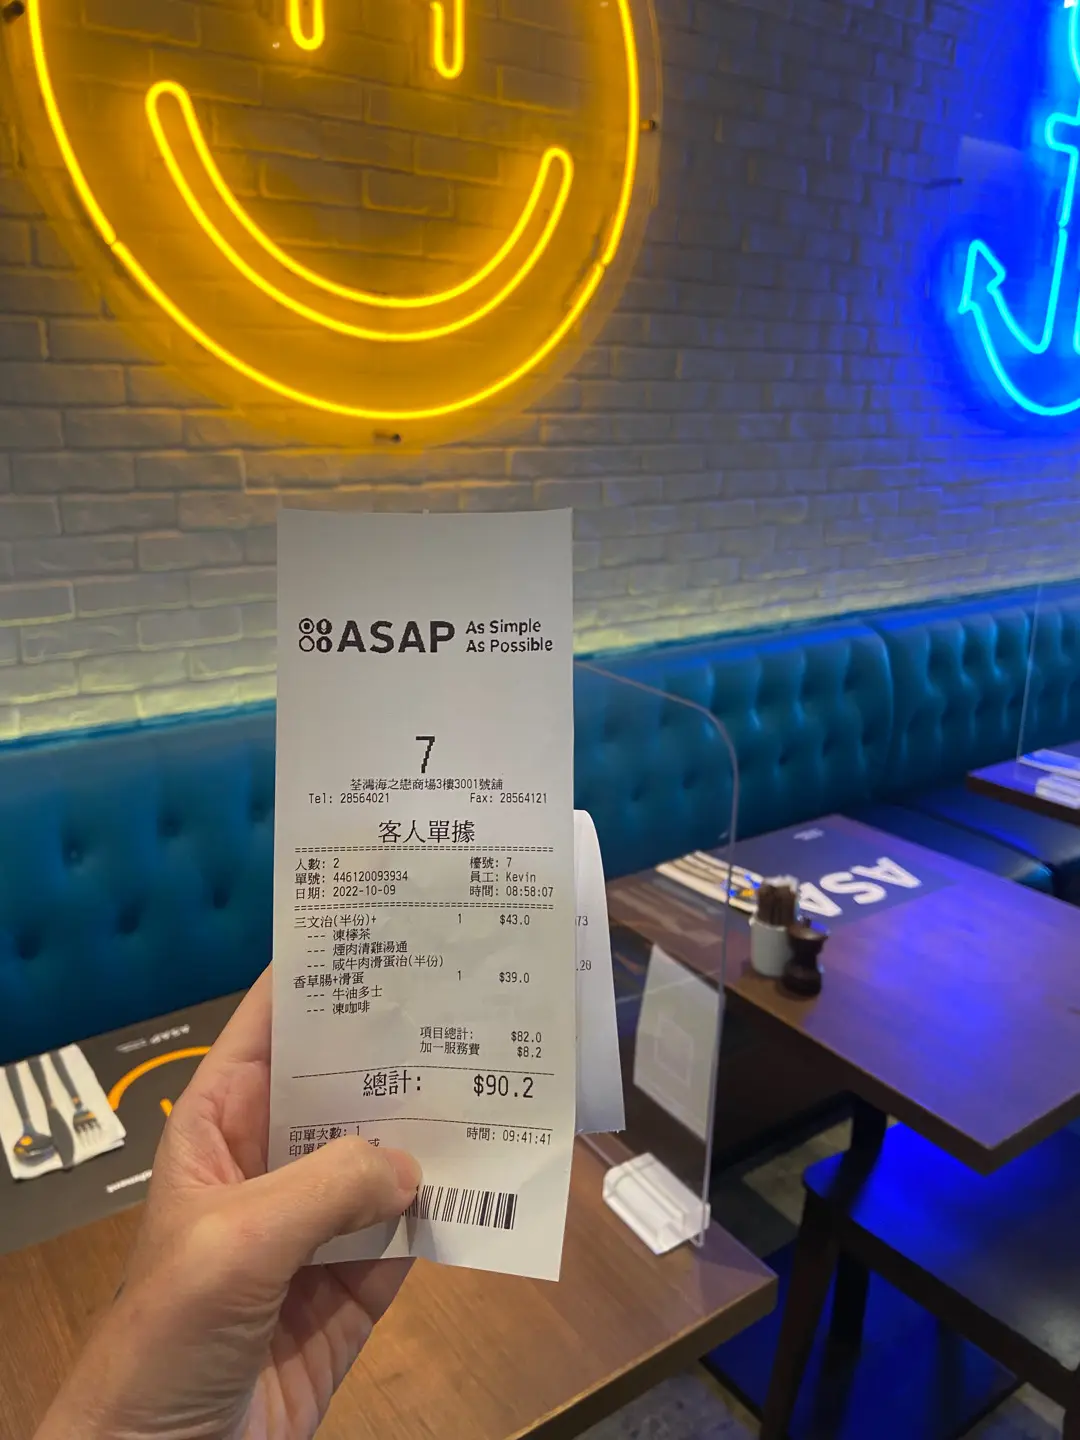 ASAP As Simple
As Possible
7
荃灣海之戀商場3樓3001號舖
Tel: 28564021 Fax: 28564121
客人單據
人數: 2 檯號: 7
單號: 446120093934 員工: Kevin
日期: 2022-10-09 時間: 08:58:07
三文治(半份)+ 1 $43.0
--- 凍檸茶
--- 煙肉清雞湯通
--- 咸牛肉滑蛋治(半份)
香草腸+滑蛋 1 $39.0
--- 牛油多士
--- 凍咖啡
項目總計: $82.0
加一服務費 $8.2
總計: $90.2
印單次數: 1 時間: 09:41:41
印單
73
.20
ASAP
ASAP